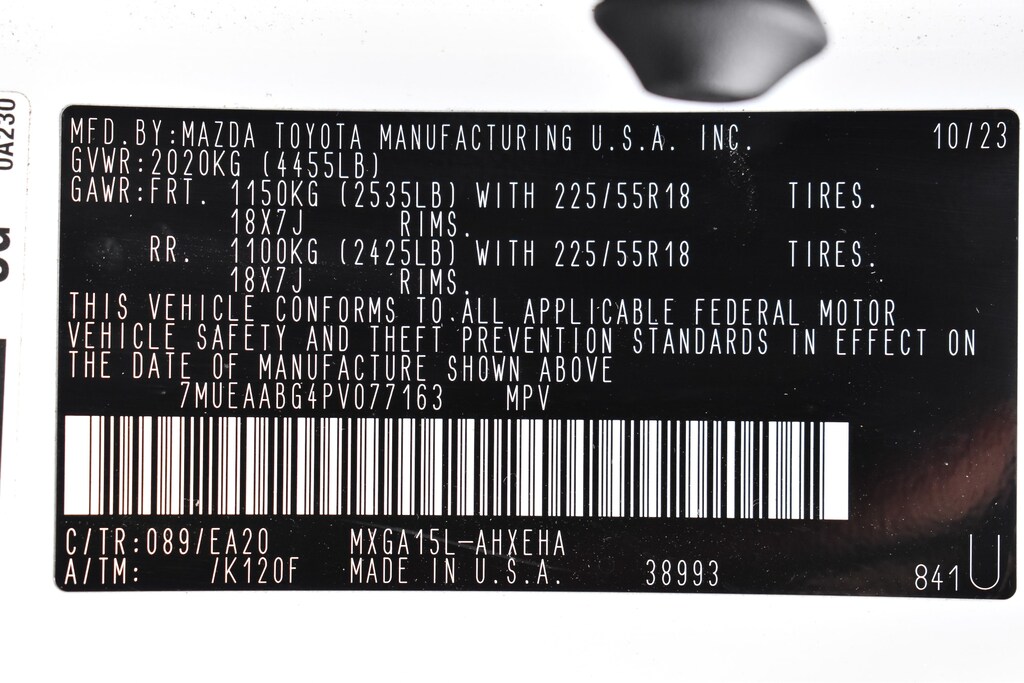 MFD.BY:MAZDA TOYOTA MANUFACTURING U.S.A. INC. 10/23
GVWR:2020KG (4455LB)
GAWR:FRT. 1150KG (2535LB) WITH 225/55R18 TIRES.
18X7J RIMS.
RR. 1100KG (2425LB) WITH 225/55R18 TIRES.
18X7J RIMS.
THIS VEHICLE CONFORMS TO ALL APPLICABLE FEDERAL MOTOR
VEHICLE SAFETY AND THEFT PREVENTION STANDARDS IN EFFECT ON
THE DATE OF MANUFACTURE SHOWN ABOVE
7MUEAABG4PV077163 MPV
C/TR:089/EA20 MXGA15L-AHXEHA
A/TM: /K120F MADE IN U.S.A. 38993 841 U
0A230